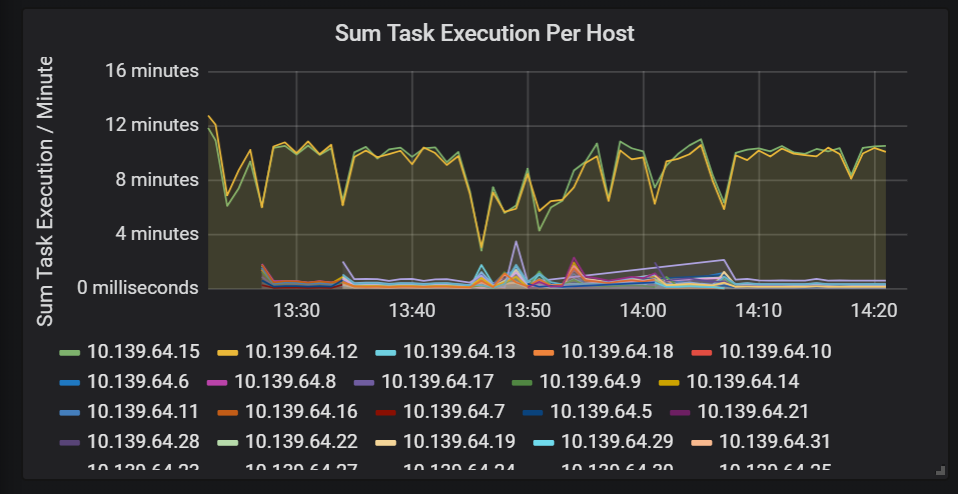 Sum Task Execution Per Host
Sum Task Execution / Minute
16 minutes
12 minutes
8 minutes
4 minutes
0 milliseconds
13:30 13:40 13:50 14:00 14:10 14:20
10.139.64.15 10.139.64.12 10.139.64.13 10.139.64.18 10.139.64.10
10.139.64.6 10.139.64.8 10.139.64.17 10.139.64.9 10.139.64.14
10.139.64.11 10.139.64.16 10.139.64.7 10.139.64.5 10.139.64.21
10.139.64.28 10.139.64.22 10.139.64.19 10.139.64.29 10.139.64.31